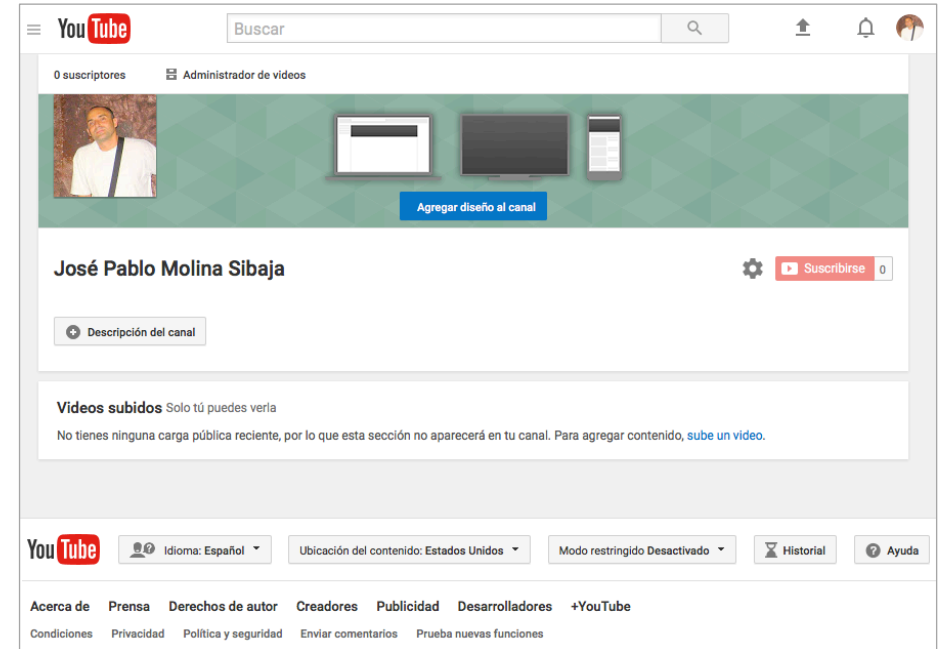 YouTube Buscar
0 suscriptores Administrador de videos
Agregar diseño al canal
José Pablo Molina Sibaja Suscribirse 0
Descripción del canal
Videos subidos Solo tú puedes verla
No tienes ninguna carga pública reciente, por lo que esta sección no aparecerá en tu canal. Para agregar contenido, sube un video.
YouTube Idioma: Español Ubicación del contenido: Estados Unidos Modo restringido Desactivado Historial Ayuda
Acerca de Prensa Derechos de autor Creadores Publicidad Desarrolladores +YouTube
Condiciones Privacidad Política y seguridad Enviar comentarios Prueba nuevas funciones